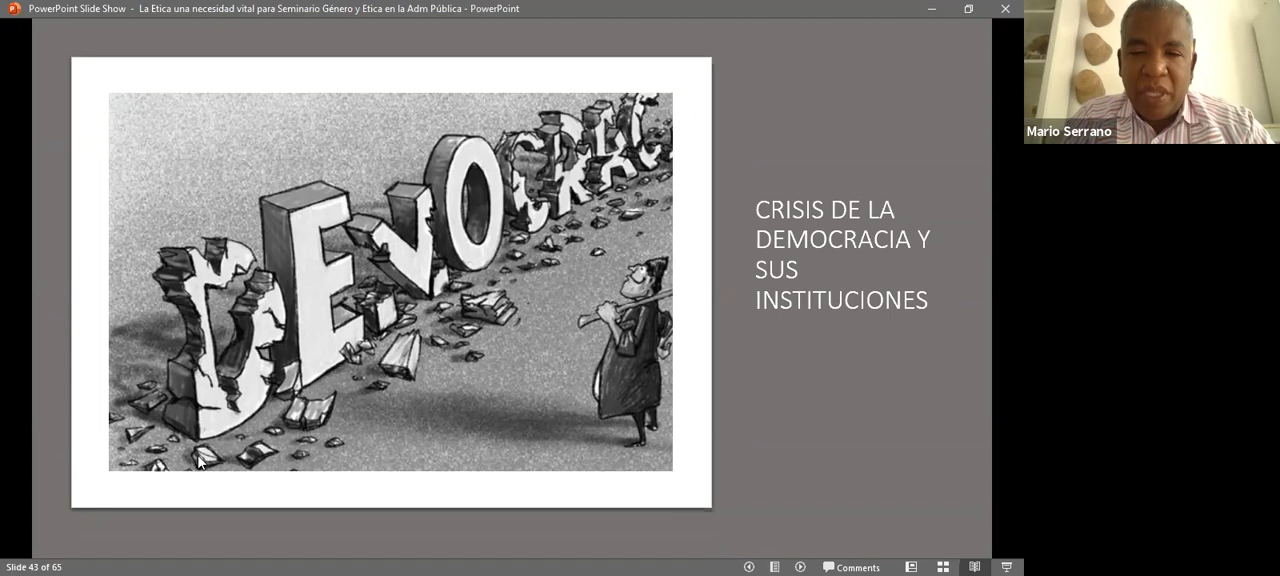 PowerPoint Slide Show - La Etica una necesidad vital para Seminario Género y Etica en la Adm Pública - PowerPoint
Mario Serrano
DEMOCRAC
CRISIS DE LA
DEMOCRACIA Y
SUS
INSTITUCIONES
Slide 43 of 65
Comments